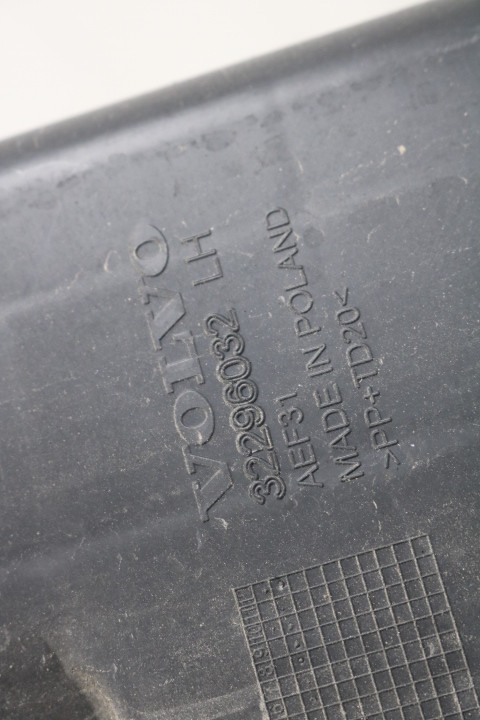 VOLVO
32296032 LH
AEF31
MADE IN POLAND
>PP+TD20<